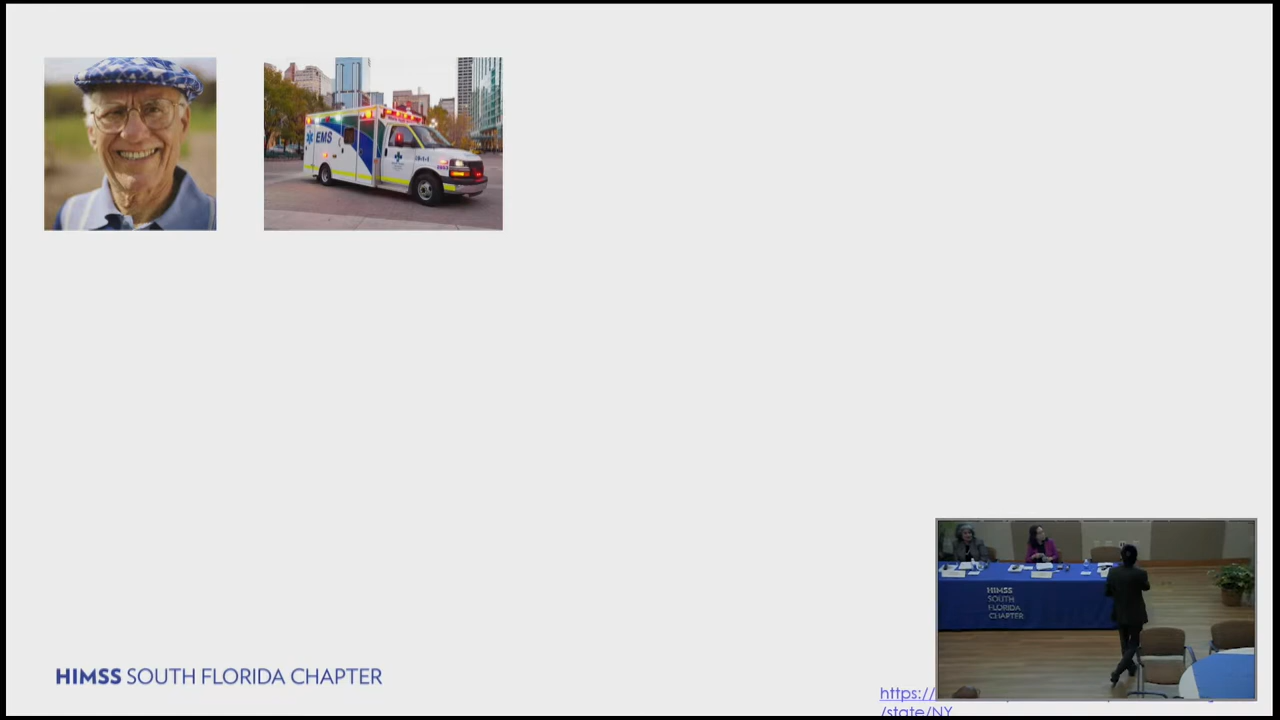 EMS
HIMSS SOUTH FLORIDA CHAPTER
HIMSS
SOUTH
FLORIDA
CHAPTER
https://
/state/NY